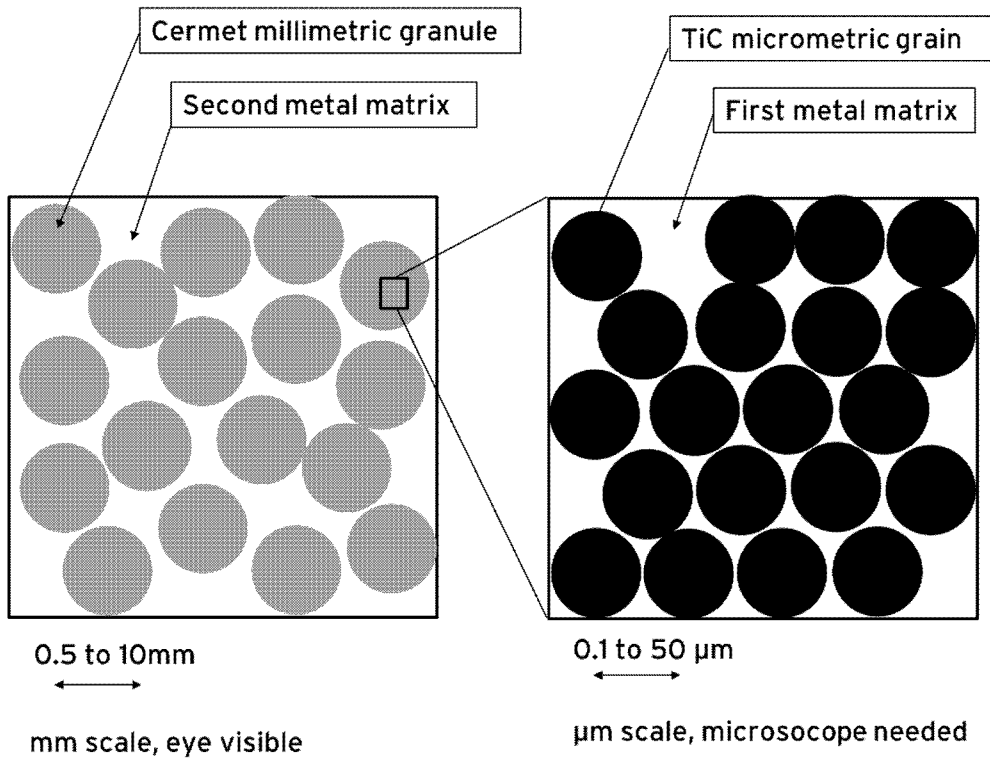 Cermet millimetric granule
TiC micrometric grain
Second metal matrix
First metal matrix
0.5 to 10mm
0.1 to 50 µm
mm scale, eye visible
µm scale, microsocope needed